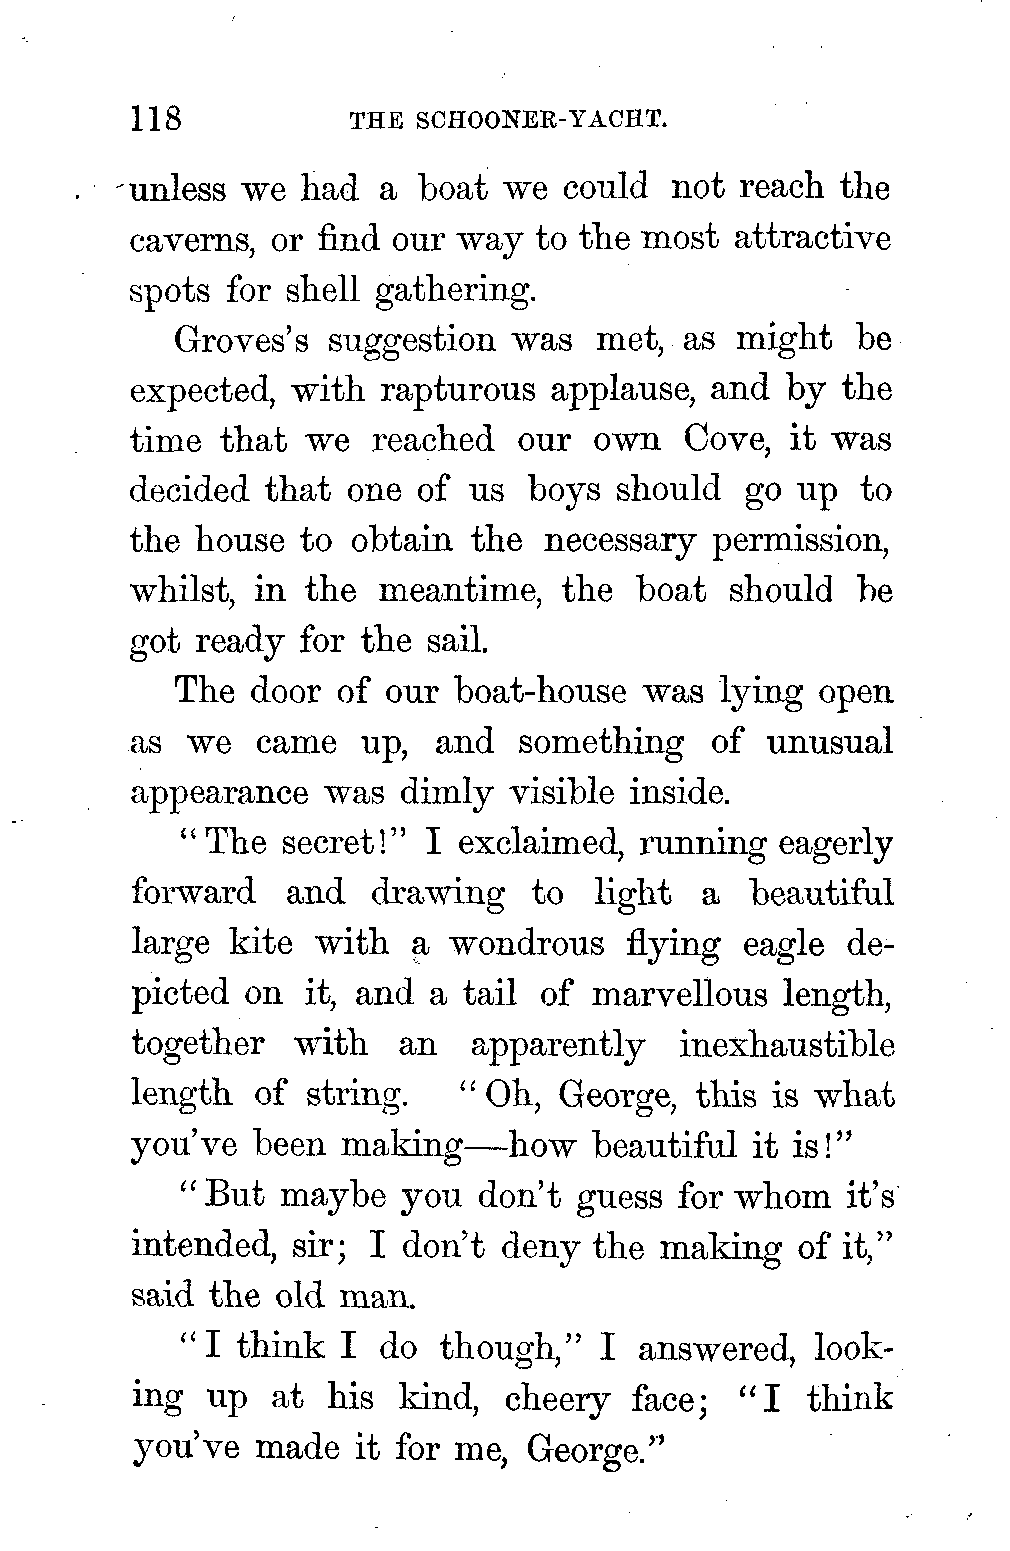 118 THE SCHOONER-YACHT.
unless we had a boat we could not reach the
caverns, or find our way to the most attractive
spots for shell gathering.
Groves's suggestion was met, as might be
expected, with rapturous applause, and by the
time that we reached our own Cove, it was
decided that one of us boys should go up to
the house to obtain the necessary permission,
whilst, in the meantime, the boat should be
got ready for the sail.
The door of our boat-house was lying open
as we came up, and something of unusual
appearance was dimly visible inside.
"The secret!" I exclaimed, running eagerly
forward and drawing to light a beautiful
large kite with a wondrous flying eagle de-
picted on it, and a tail of marvellous length,
together with an apparently inexhaustible
length of string. "Oh, George, this is what
you've been making—how beautiful it is!"
"But maybe you don't guess for whom it's
intended, sir; I don't deny the making of it,"
said the old man.
"I think I do though," I answered, look-
ing up at his kind, cheery face; "I think
you've made it for me, George."